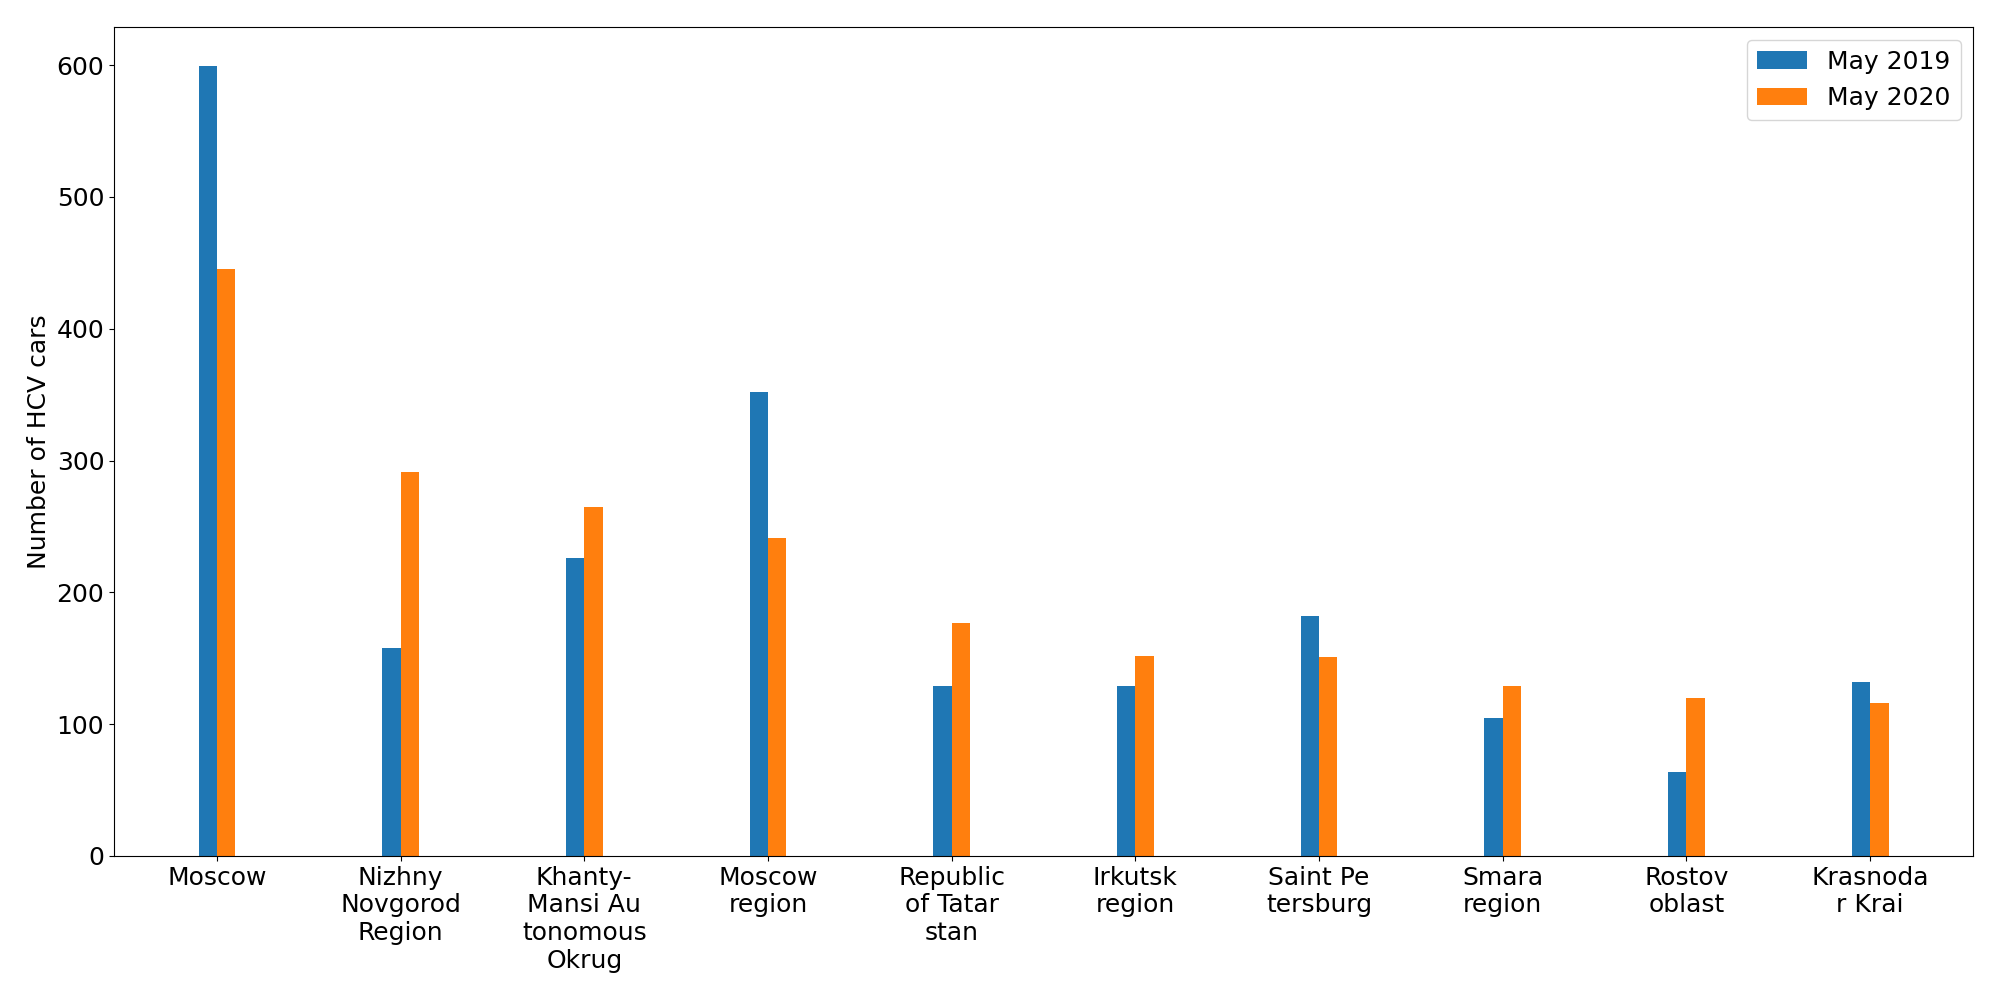 May 2019
May 2020
Number of HCV cars
600
500
400
300
200
100
0
Moscow
Nizhny
Novgorod
Region
Khanty-
Mansi Au
tonomous
Okrug
Moscow
region
Republic
of Tatar
stan
Irkutsk
region
Saint Pe
tersburg
Smara
region
Rostov
oblast
Krasnoda
r Krai